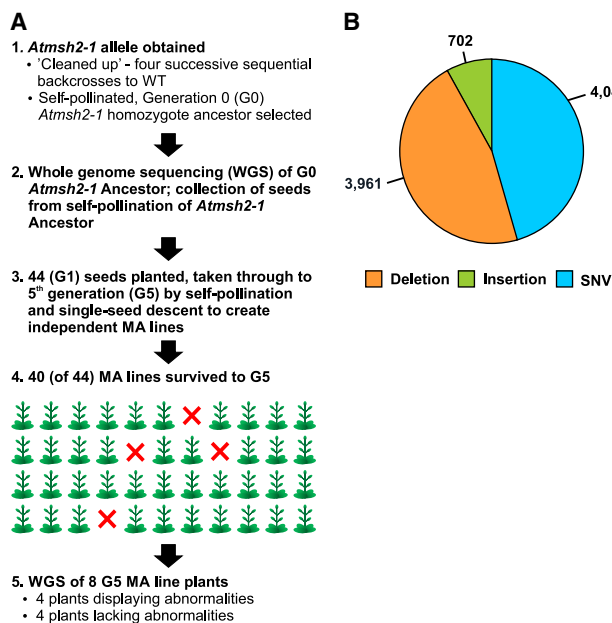 A
1. Atmsh2-1 allele obtained
• 'Cleaned up' - four successive sequential
backcrosses to WT
• Self-pollinated, Generation 0 (G0)
Atmsh2-1 homozygote ancestor selected
2. Whole genome sequencing (WGS) of G0
Atmsh2-1 Ancestor; collection of seeds
from self-pollination of Atmsh2-1
Ancestor
3. 44 (G1) seeds planted, taken through to
5th generation (G5) by self-pollination
and single-seed descent to create
independent MA lines
4. 40 (of 44) MA lines survived to G5
5. WGS of 8 G5 MA line plants
• 4 plants displaying abnormalities
• 4 plants lacking abnormalities
B
702
3,961
Deletion Insertion SNV